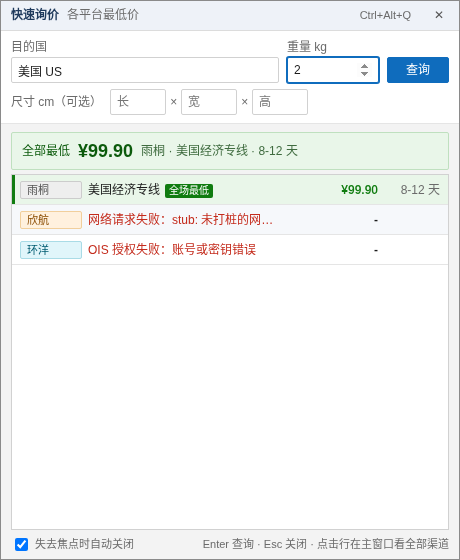 快速询价 各平台最低价 Ctrl+Alt+Q ✕
目的国 重量 kg
美国 US 2 查询
尺寸 cm（可选） 长 × 宽 × 高
全部最低 ¥99.90 雨桐 · 美国经济专线 · 8-12 天
雨桐 美国经济专线 全场最低 ¥99.90 8-12 天
欣航 网络请求失败：stub: 未打桩的网… -
环洋 OIS 授权失败：账号或密钥错误 -
失去焦点时自动关闭 Enter 查询 · Esc 关闭 · 点击行在主窗口看全部渠道